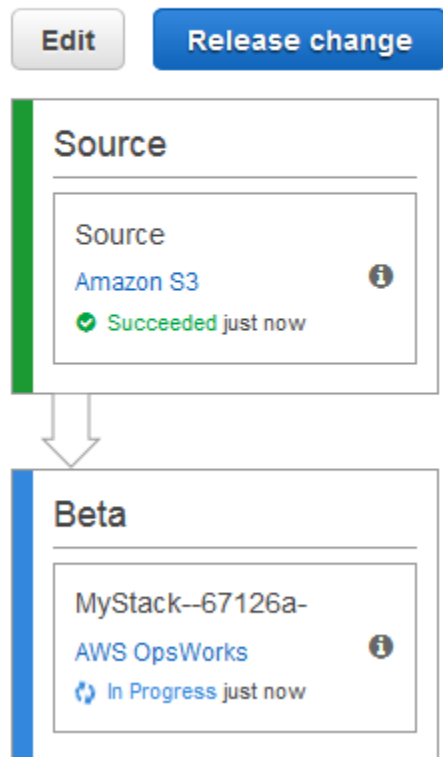 Edit
Release change
Source
Source
Amazon S3
Succeeded just now
Beta
MyStack--67126a-
AWS OpsWorks
In Progress just now